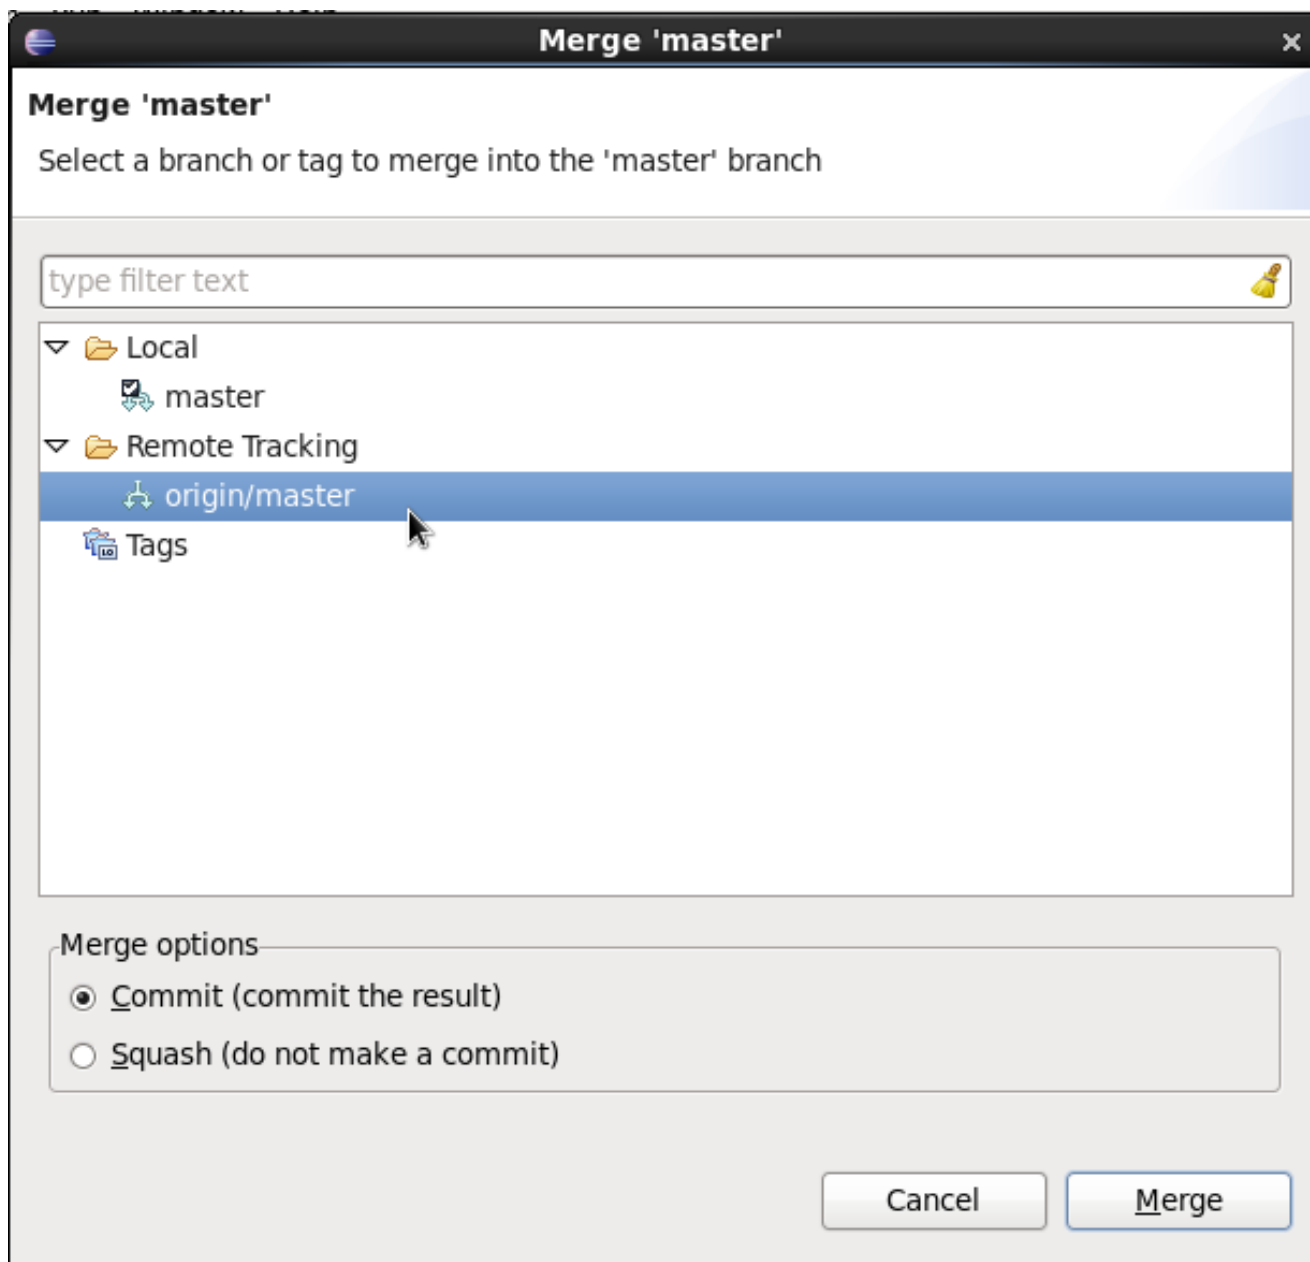 Merge 'master'
Merge 'master'
Select a branch or tag to merge into the 'master' branch
type filter text
Local
master
Remote Tracking
origin/master
Tags
Merge options
Commit (commit the result)
Squash (do not make a commit)
Cancel
Merge